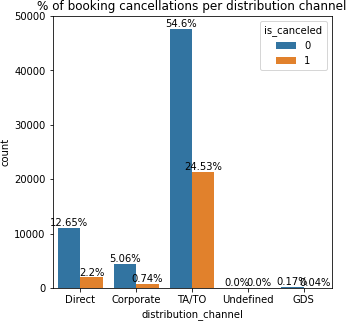 % of booking cancellations per distribution channel
50000
40000
30000
20000
10000
0
count
is_canceled
0
1
12.65%
2.2%
5.06%
0.74%
54.6%
24.53%
0.0%
0.0%
0.17%
0.04%
Direct
Corporate
TA/TO
Undefined
GDS
distribution_channel